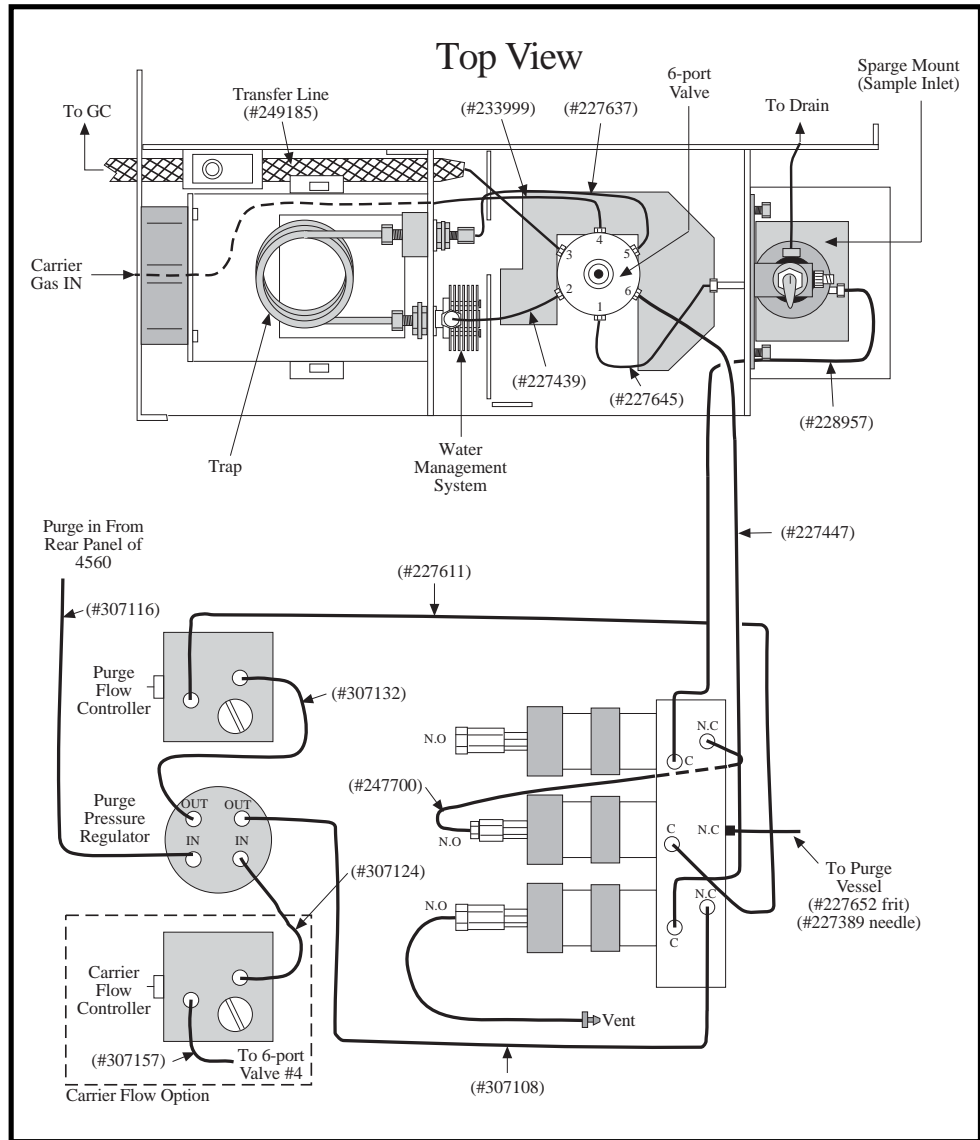 Top View
To GC
Transfer Line
(#249185)
(#233999)
(#227637)
6-port
Valve
To Drain
Sparge Mount
(Sample Inlet)
Carrier
Gas IN
4
3
5
2
6
1
(#227439)
(#227645)
(#228957)
Trap
Water
Management
System
Purge in From
Rear Panel of
4560
(#227447)
(#227611)
(#307116)
Purge
Flow
Controller
(#307132)
N.O
N.C
C
(#247700)
Purge
Pressure
Regulator
OUT
OUT
IN
IN
N.O
C
N.C
To Purge
Vessel
(#227652 frit)
(#227389 needle)
(#307124)
N.O
N.C
C
Carrier
Flow
Controller
Vent
(#307157)
To 6-port
Valve #4
Carrier Flow Option
(#307108)